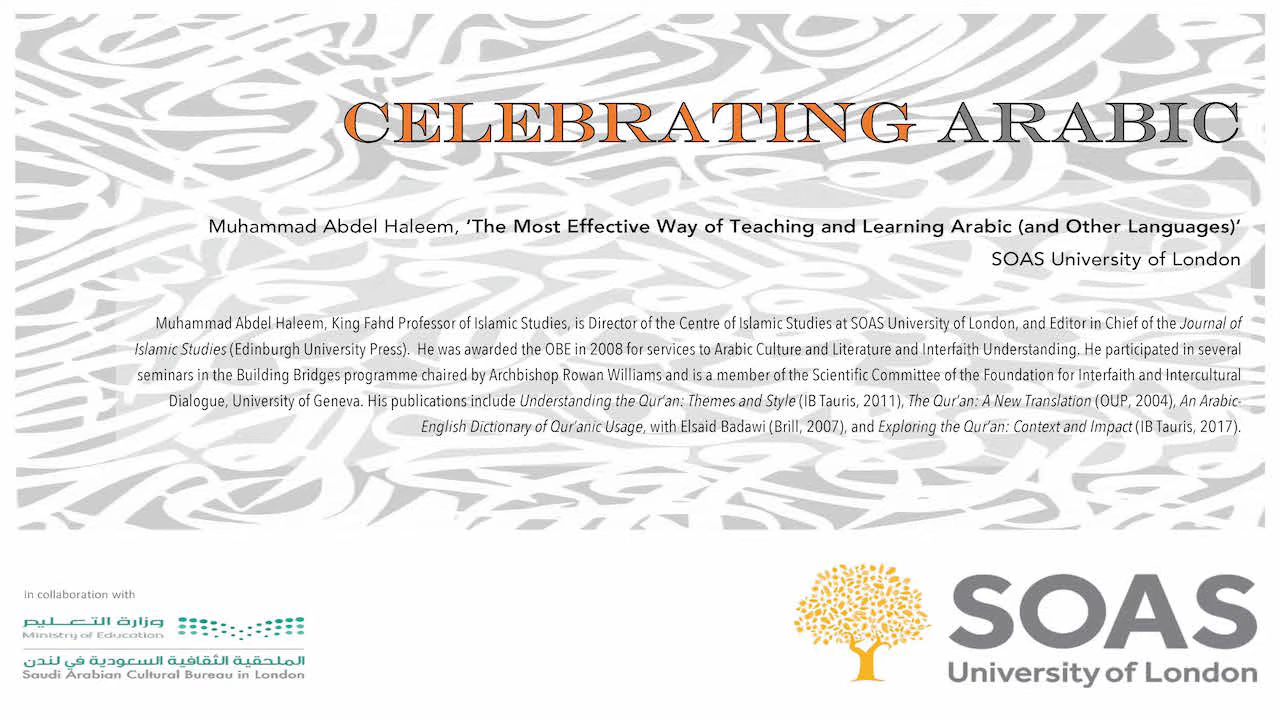 CELEBRATING ARABIC
Muhammad Abdel Haleem, ‘The Most Effective Way of Teaching and Learning Arabic (and Other Languages)’
SOAS University of London
Muhammad Abdel Haleem, King Fahd Professor of Islamic Studies, is Director of the Centre of Islamic Studies at SOAS University of London, and Editor in Chief of the Journal of
Islamic Studies (Edinburgh University Press). He was awarded the OBE in 2008 for services to Arabic Culture and Literature and Interfaith Understanding. He participated in several
seminars in the Building Bridges programme chaired by Archbishop Rowan Williams and is a member of the Scientific Committee of the Foundation for Interfaith and Intercultural
Dialogue, University of Geneva. His publications include Understanding the Qur’an: Themes and Style (IB Tauris, 2011), The Qur’an: A New Translation (OUP, 2004), An Arabic-
English Dictionary of Qur’anic Usage, with Elsaid Badawi (Brill, 2007), and Exploring the Qur’an: Context and Impact (IB Tauris, 2017).
in collaboration with
وزارة التعـــليم
Ministry of Education
الملحقية الثقافية السعودية في لندن
Saudi Arabian Cultural Bureau in London
SOAS
University of London